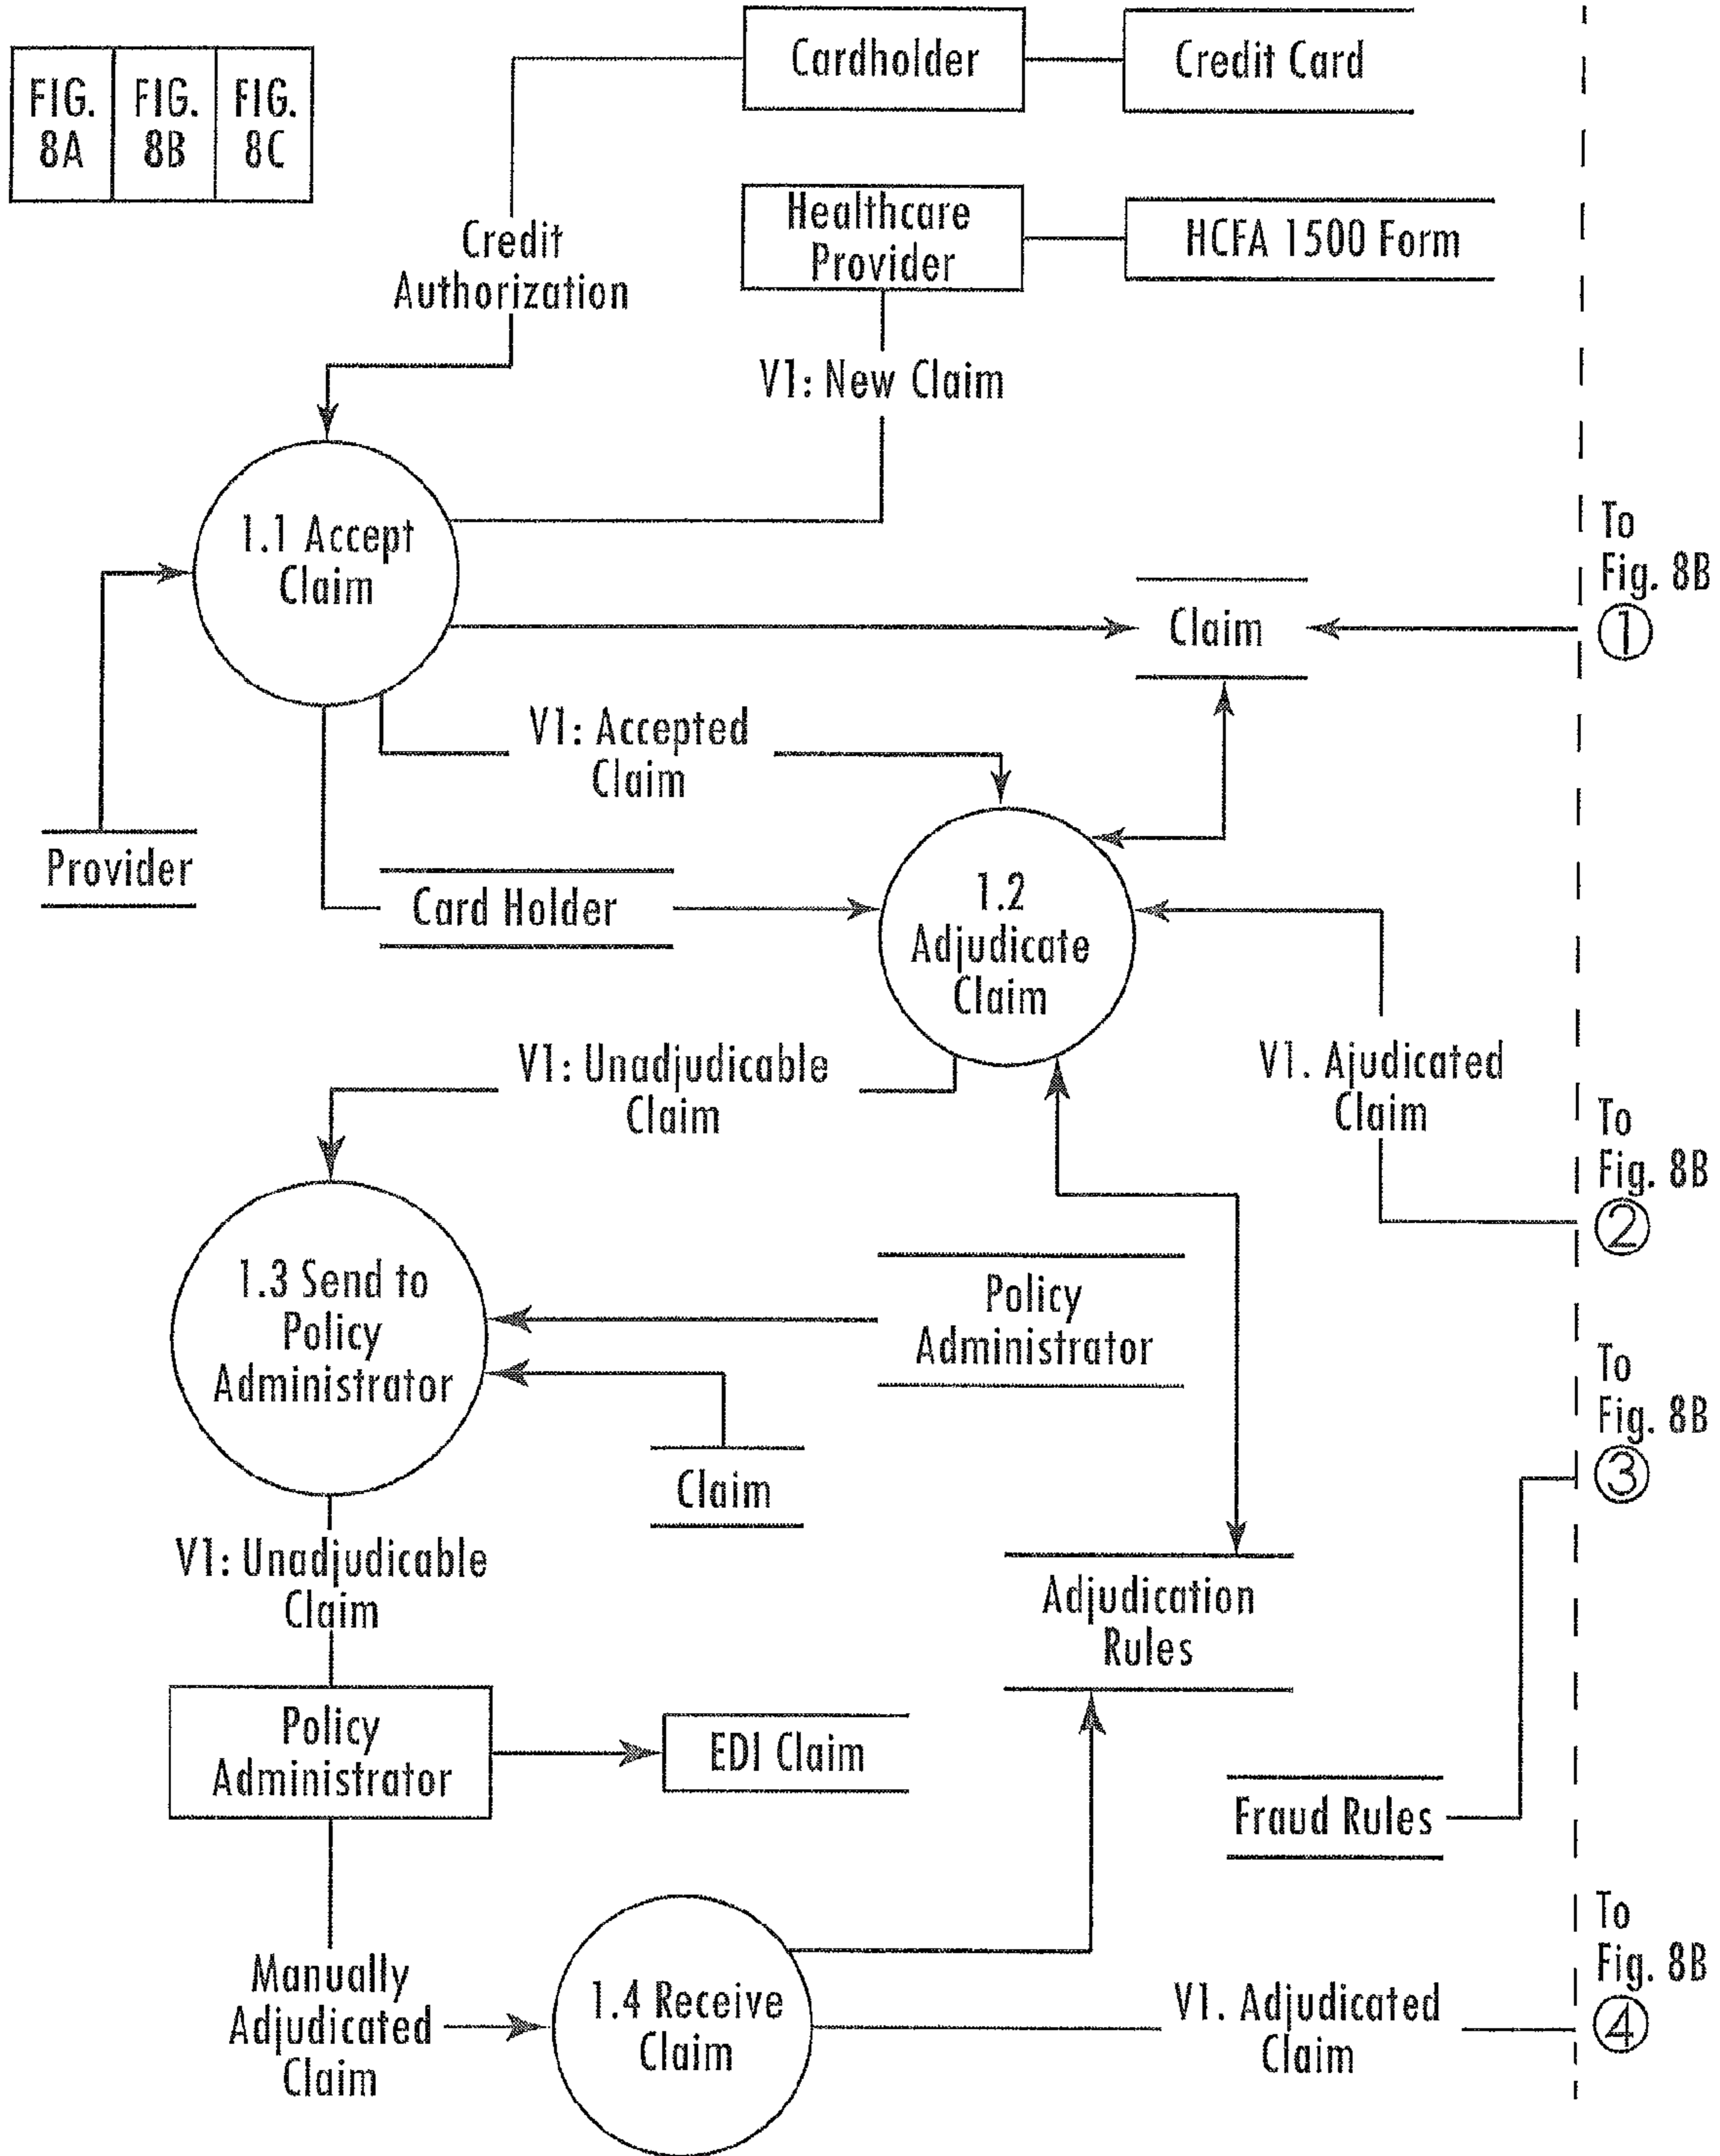 FIG.
8A
FIG.
8B
FIG.
8C
Cardholder
Credit Card
Healthcare
Provider
HCFA 1500 Form
Credit
Authorization
V1: New Claim
1.1 Accept
Claim
To
Fig. 8B
1
Claim
V1: Accepted
Claim
Provider
Card Holder
1.2
Adjudicate
Claim
V1: Unadjudicable
Claim
V1. Ajudicated
Claim
To
Fig. 8B
2
1.3 Send to
Policy
Administrator
Policy
Administrator
To
Fig. 8B
3
Claim
V1: Unadjudicable
Claim
Adjudication
Rules
Policy
Administrator
EDI Claim
Fraud Rules
Manually
Adjudicated
Claim
1.4 Receive
Claim
V1. Adjudicated
Claim
To
Fig. 8B
4